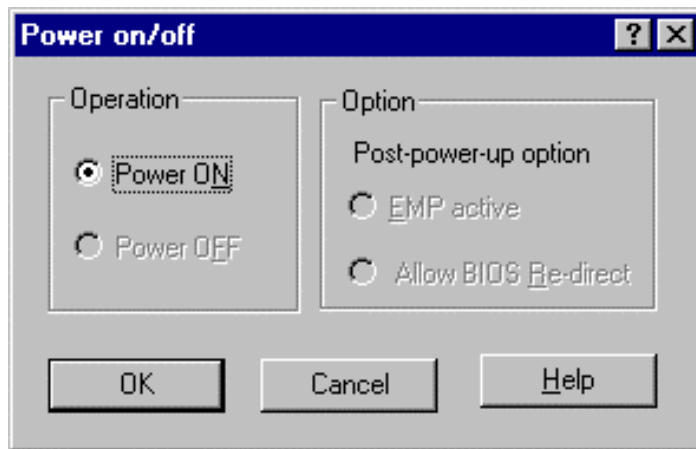 Power on/off
Operation
Power ON
Power OFF
Option
Post-power-up option
EMP active
Allow BIOS Re-direct
OK
Cancel
Help